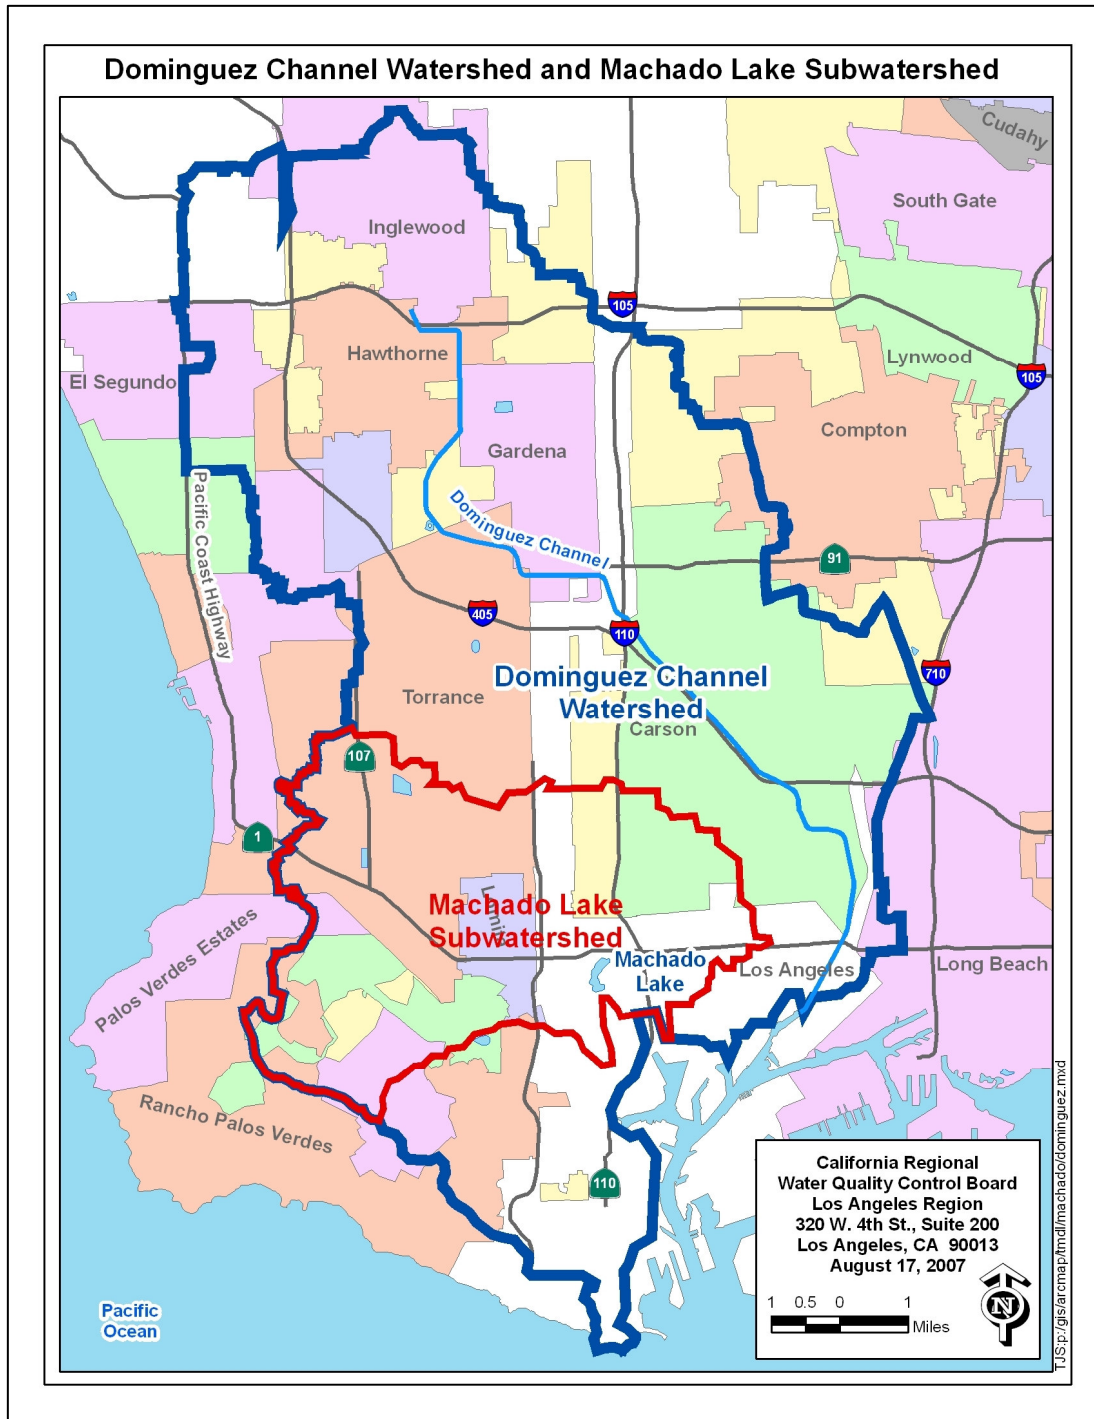 Dominguez Channel Watershed and Machado Lake Subwatershed
Cudahy
South Gate
Inglewood
105
Hawthorne
Lynwood
105
El Segundo
Compton
Gardena
Pacific Coast Highway
Dominguez Channel
91
405
110
710
Dominguez Channel
Watershed
Torrance
Carson
107
1
Lomita
Machado Lake
Subwatershed
Machado
Lake
Los Angeles
Long Beach
Palos Verdes Estates
Rancho Palos Verdes
110
Pacific
Ocean
California Regional
Water Quality Control Board
Los Angeles Region
320 W. 4th St., Suite 200
Los Angeles, CA 90013
August 17, 2007
1 0.5 0 1
Miles
N
TJS:p:/gis/arcmap/tmdl/machado/dominguez.mxd